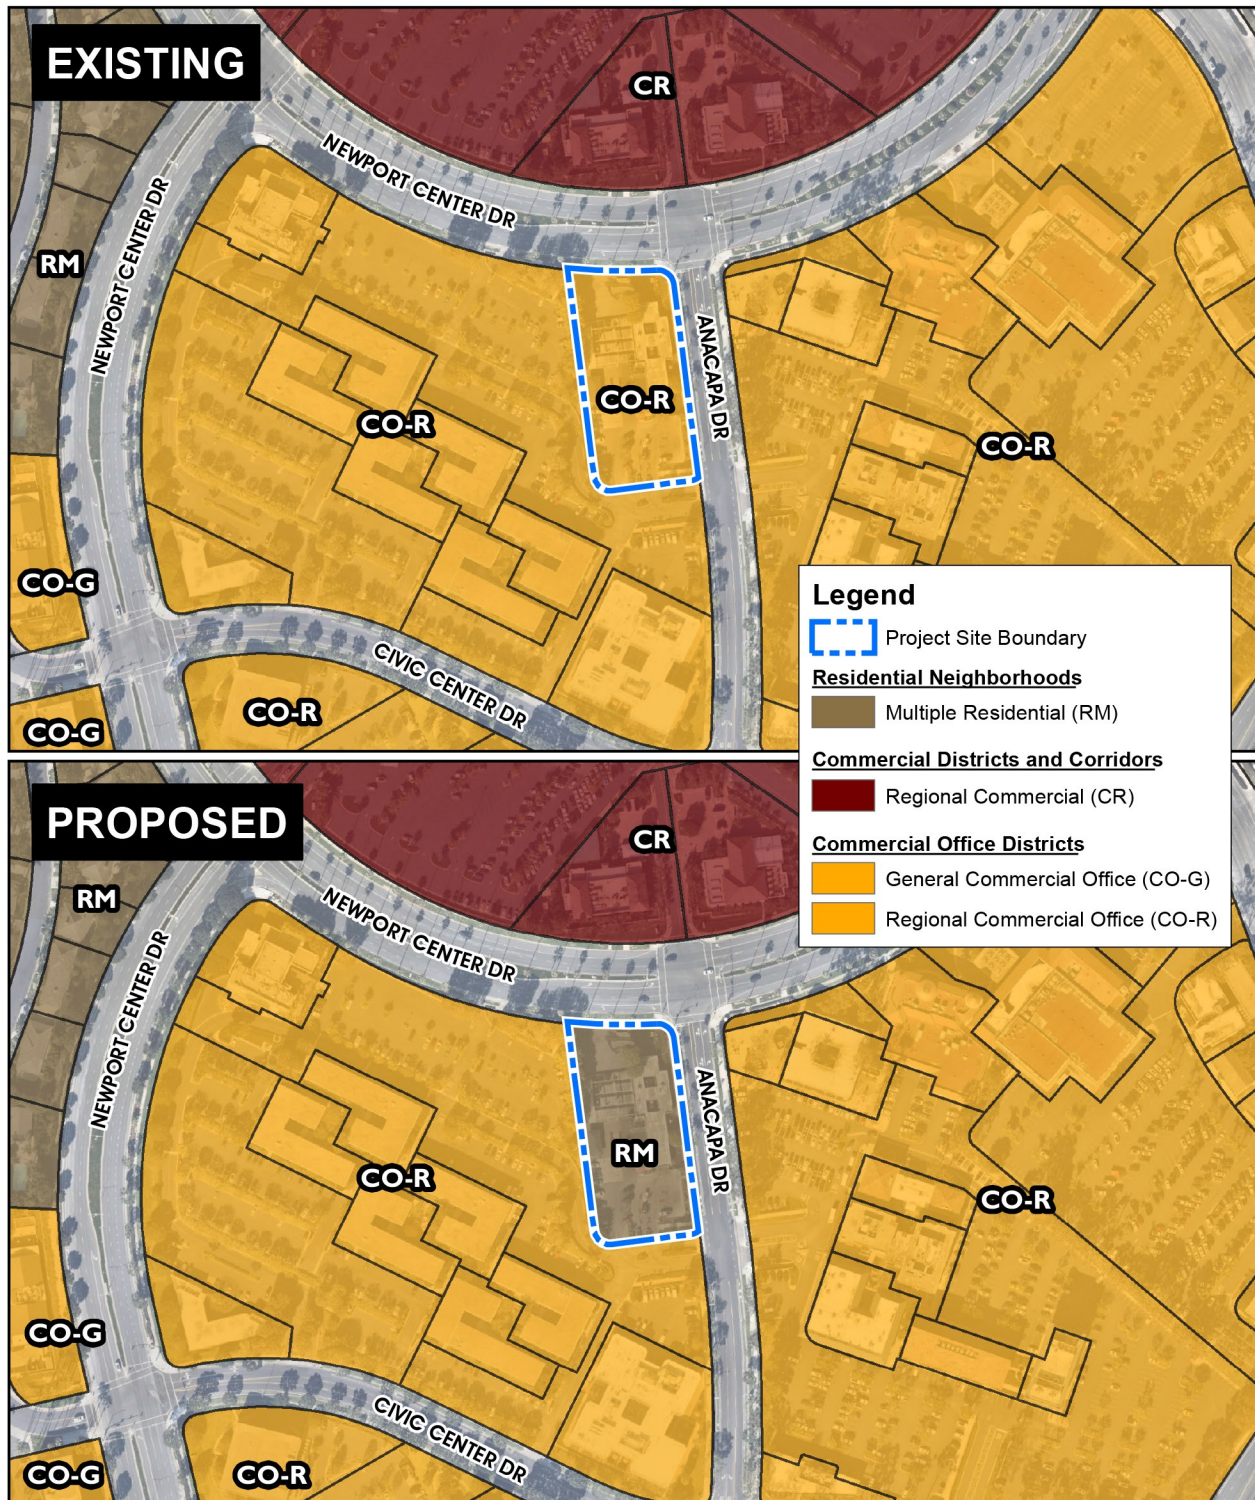 EXISTING
CR
NEWPORT CENTER DR
NEWPORT CENTER DR
RM
ANACAPA DR
CO-R
CO-R
CO-R
CO-G
CIVIC CENTER DR
CO-R
CO-G
Legend
Project Site Boundary
Residential Neighborhoods
Multiple Residential (RM)
Commercial Districts and Corridors
Regional Commercial (CR)
Commercial Office Districts
General Commercial Office (CO-G)
Regional Commercial Office (CO-R)
PROPOSED
CR
RM
NEWPORT CENTER DR
NEWPORT CENTER DR
ANACAPA DR
RM
CO-R
CO-R
CO-G
CIVIC CENTER DR
CO-G
CO-R